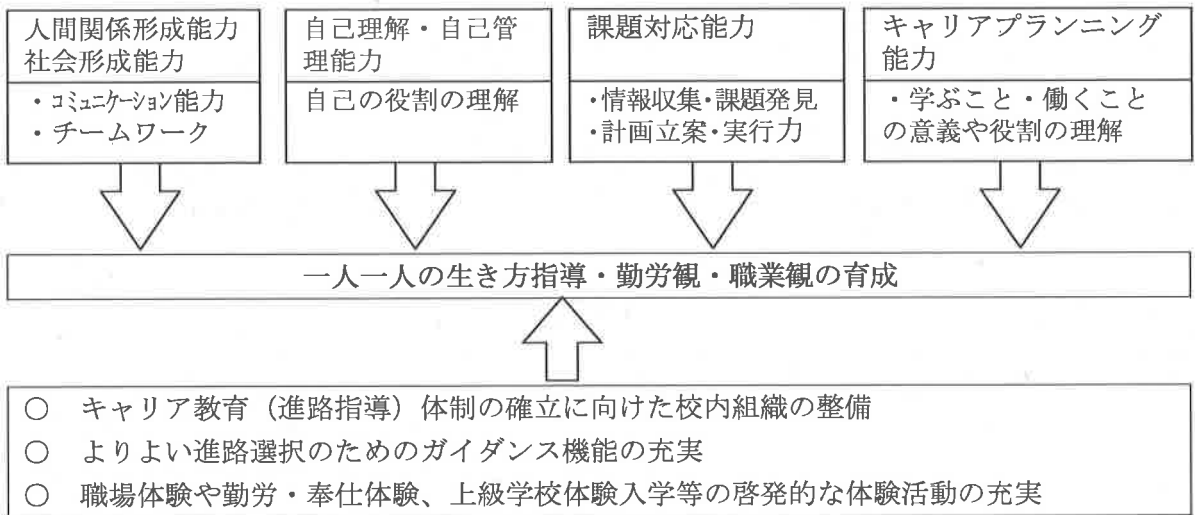 人間関係形成能力
社会形成能力
・コミュニケーション能力
・チームワーク
自己理解・自己管
理能力
自己の役割の理解
課題対応能力
・情報収集・課題発見
・計画立案・実行力
キャリアプランニング
能力
・学ぶこと・働くこと
の意義や役割の理解
一人一人の生き方指導・勤労観・職業観の育成
○ キャリア教育（進路指導）体制の確立に向けた校内組織の整備
○ よりよい進路選択のためのガイダンス機能の充実
○ 職場体験や勤労・奉仕体験、上級学校体験入学等の啓発的な体験活動の充実